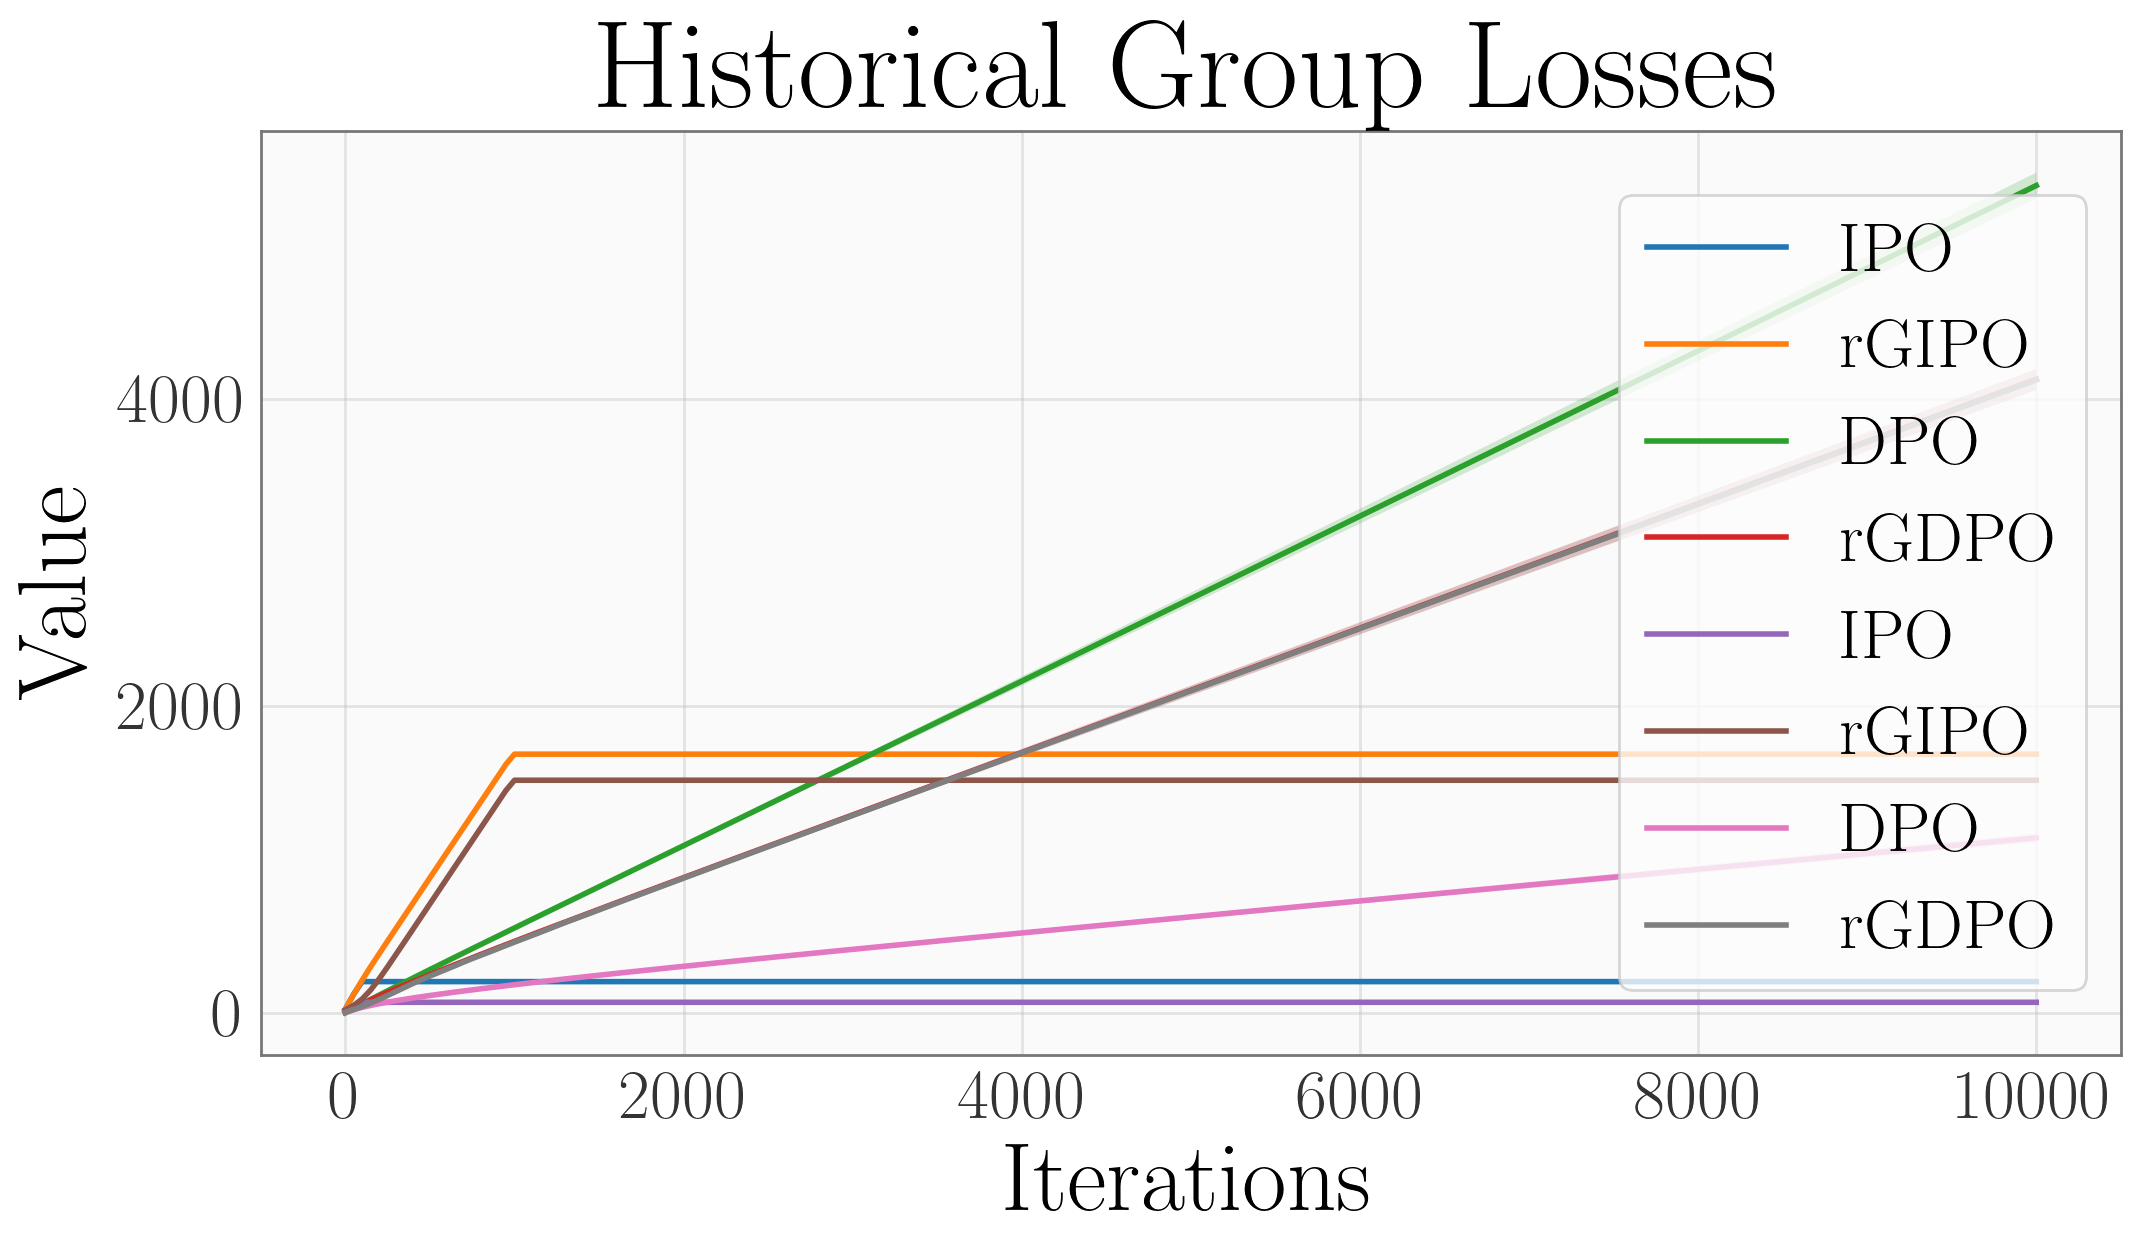 Historical Group Losses
Value
4000
2000
0
0 2000 4000 6000 8000 10000
Iterations
IPO
rGIPO
DPO
rGDPO
IPO
rGIPO
DPO
rGDPO